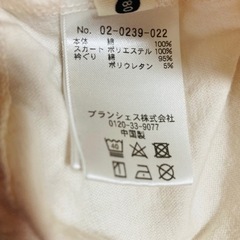 80
No. 02-0239-022
本体 綿 100%
スカート ポリエステル 100%
衿ぐり 綿 95%
ポリウレタン 5%
ブランシェス株式会社
0120-33-9077
中国製
40